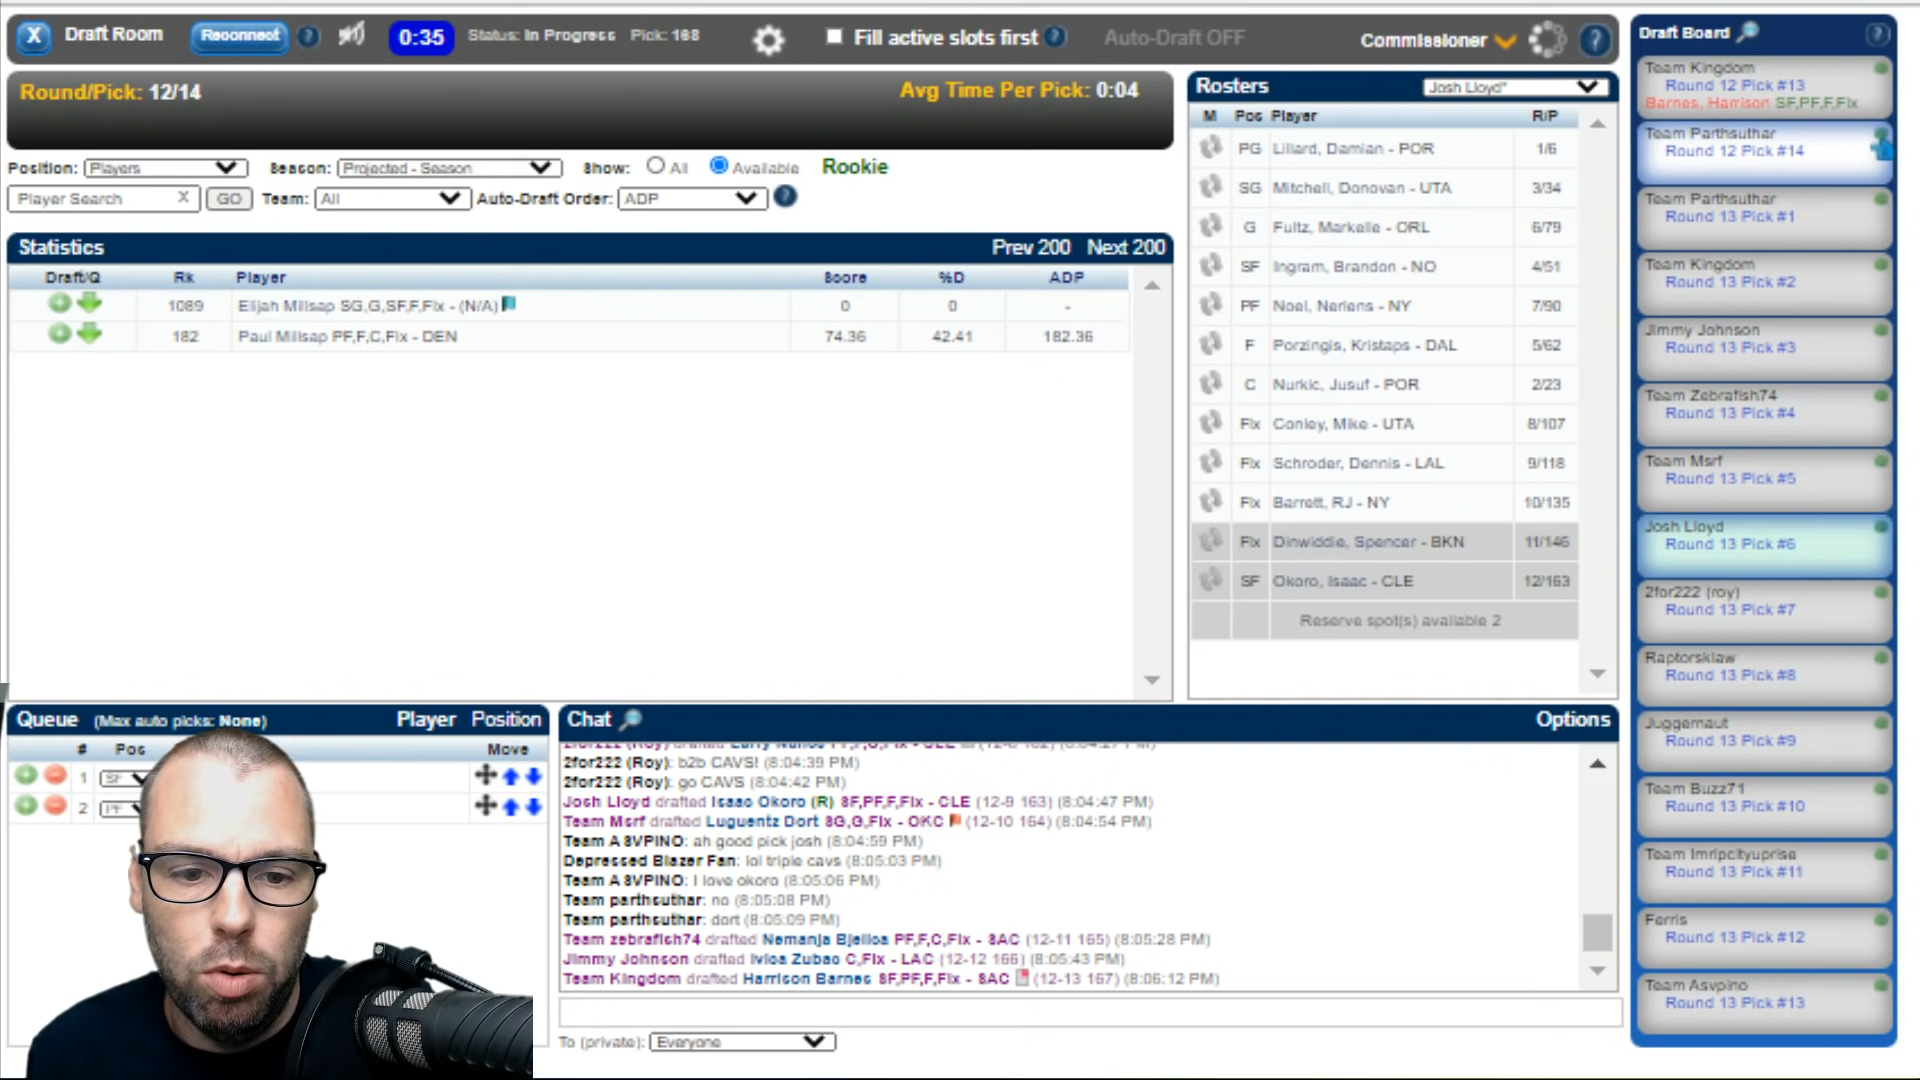 X Draft Room Reconnect ? 0:35 Status: In Progress Pick: 168 Fill active slots first ? Auto-Draft OFF Commissioner ?
Round/Pick: 12/14 Avg Time Per Pick: 0:04
Position: Players Season: Projected - Season Show: All Available Rookie
Player Search X GO Team: All Auto-Draft Order: ADP ?
Statistics Prev 200 Next 200
Draft/Q Rk Player Score %D ADP
1089 Elijah Millsap SG,G,SF,F,Flx - (N/A) 0 0 -
182 Paul Millsap PF,F,C,Flx - DEN 74.36 42.41 182.36
Rosters Josh Lloyd*
M Pos Player R/P
PG Lillard, Damian - POR 1/6
SG Mitchell, Donovan - UTA 3/34
G Fultz, Markelle - ORL 6/79
SF Ingram, Brandon - NO 4/51
PF Noel, Nerlens - NY 7/90
F Porzingis, Kristaps - DAL 5/62
C Nurkic, Jusuf - POR 2/23
Flx Conley, Mike - UTA 8/107
Flx Schroder, Dennis - LAL 9/118
Flx Barrett, RJ - NY 10/135
Flx Dinwiddie, Spencer - BKN 11/146
SF Okoro, Isaac - CLE 12/163
Reserve spot(s) available 2
Queue (Max auto picks: None) Player Position
# Pos Move
1 SF
2 PF
Chat Options
2for222 (Roy): b2b CAVS! (8:04:39 PM)
2for222 (Roy): go CAVS (8:04:42 PM)
Josh Lloyd drafted Isaac Okoro (R) SF,PF,F,Flx - CLE (12-9 163) (8:04:47 PM)
Team Msrf drafted Luguentz Dort SG,G,Flx - OKC (12-10 164) (8:04:54 PM)
Team A SVPINO: ah good pick josh (8:04:59 PM)
Depressed Blazer Fan: lol triple cavs (8:05:03 PM)
Team A SVPINO: I love okoro (8:05:06 PM)
Team parthsuthar: no (8:05:08 PM)
Team parthsuthar: dort (8:05:09 PM)
Team zebrafish74 drafted Nemanja Bjelica PF,F,C,Flx - SAC (12-11 165) (8:05:28 PM)
Jimmy Johnson drafted Ivica Zubac C,Flx - LAC (12-12 166) (8:05:43 PM)
Team Kingdom drafted Harrison Barnes SF,PF,F,Flx - SAC (12-13 167) (8:06:12 PM)
To (private): Everyone
Draft Board ?
Team Kingdom
Round 12 Pick #13
Barnes, Harrison SF,PF,F,Flx
Team Parthsuthar
Round 12 Pick #14
Team Parthsuthar
Round 13 Pick #1
Team Kingdom
Round 13 Pick #2
Jimmy Johnson
Round 13 Pick #3
Team Zebrafish74
Round 13 Pick #4
Team Msrf
Round 13 Pick #5
Josh Lloyd
Round 13 Pick #6
2for222 (roy)
Round 13 Pick #7
Raptorsklaw
Round 13 Pick #8
Juggernaut
Round 13 Pick #9
Team Buzz71
Round 13 Pick #10
Team Imripcityuprise
Round 13 Pick #11
Ferris
Round 13 Pick #12
Team Asvpino
Round 13 Pick #13